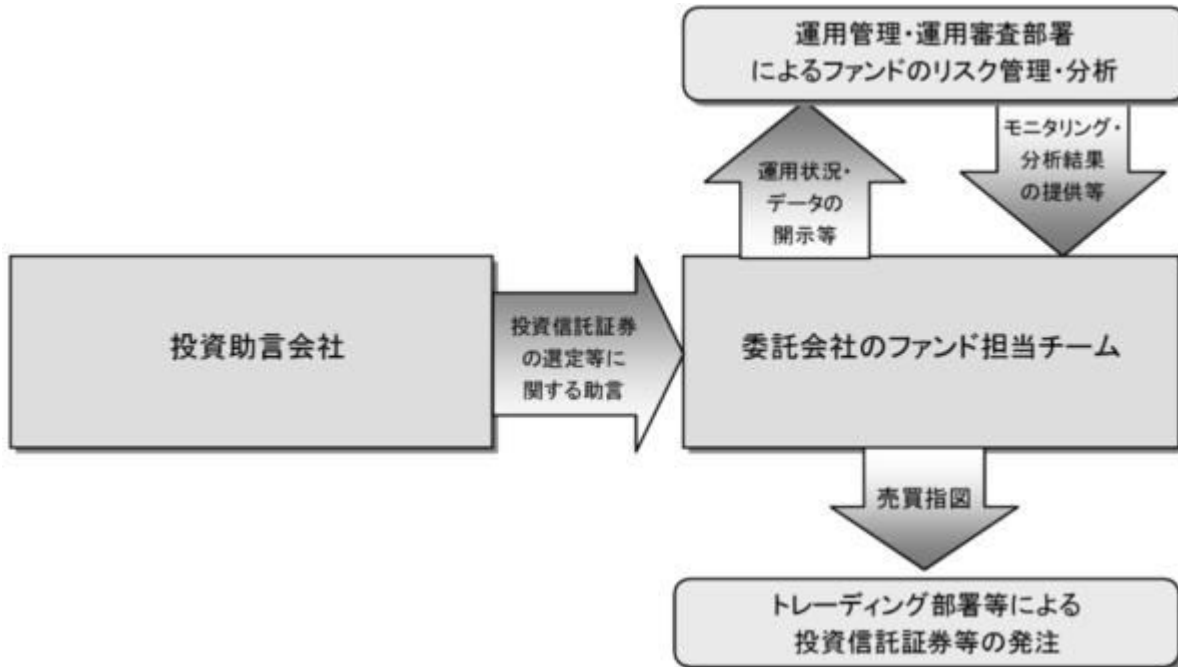 運用管理・運用審査部署
によるファンドのリスク管理・分析
運用状況・
データの
開示等
モニタリング・
分析結果
の提供等
投資助言会社
投資信託証券
の選定等に
関する助言
委託会社のファンド担当チーム
売買指図
トレーディング部署等による
投資信託証券等の発注